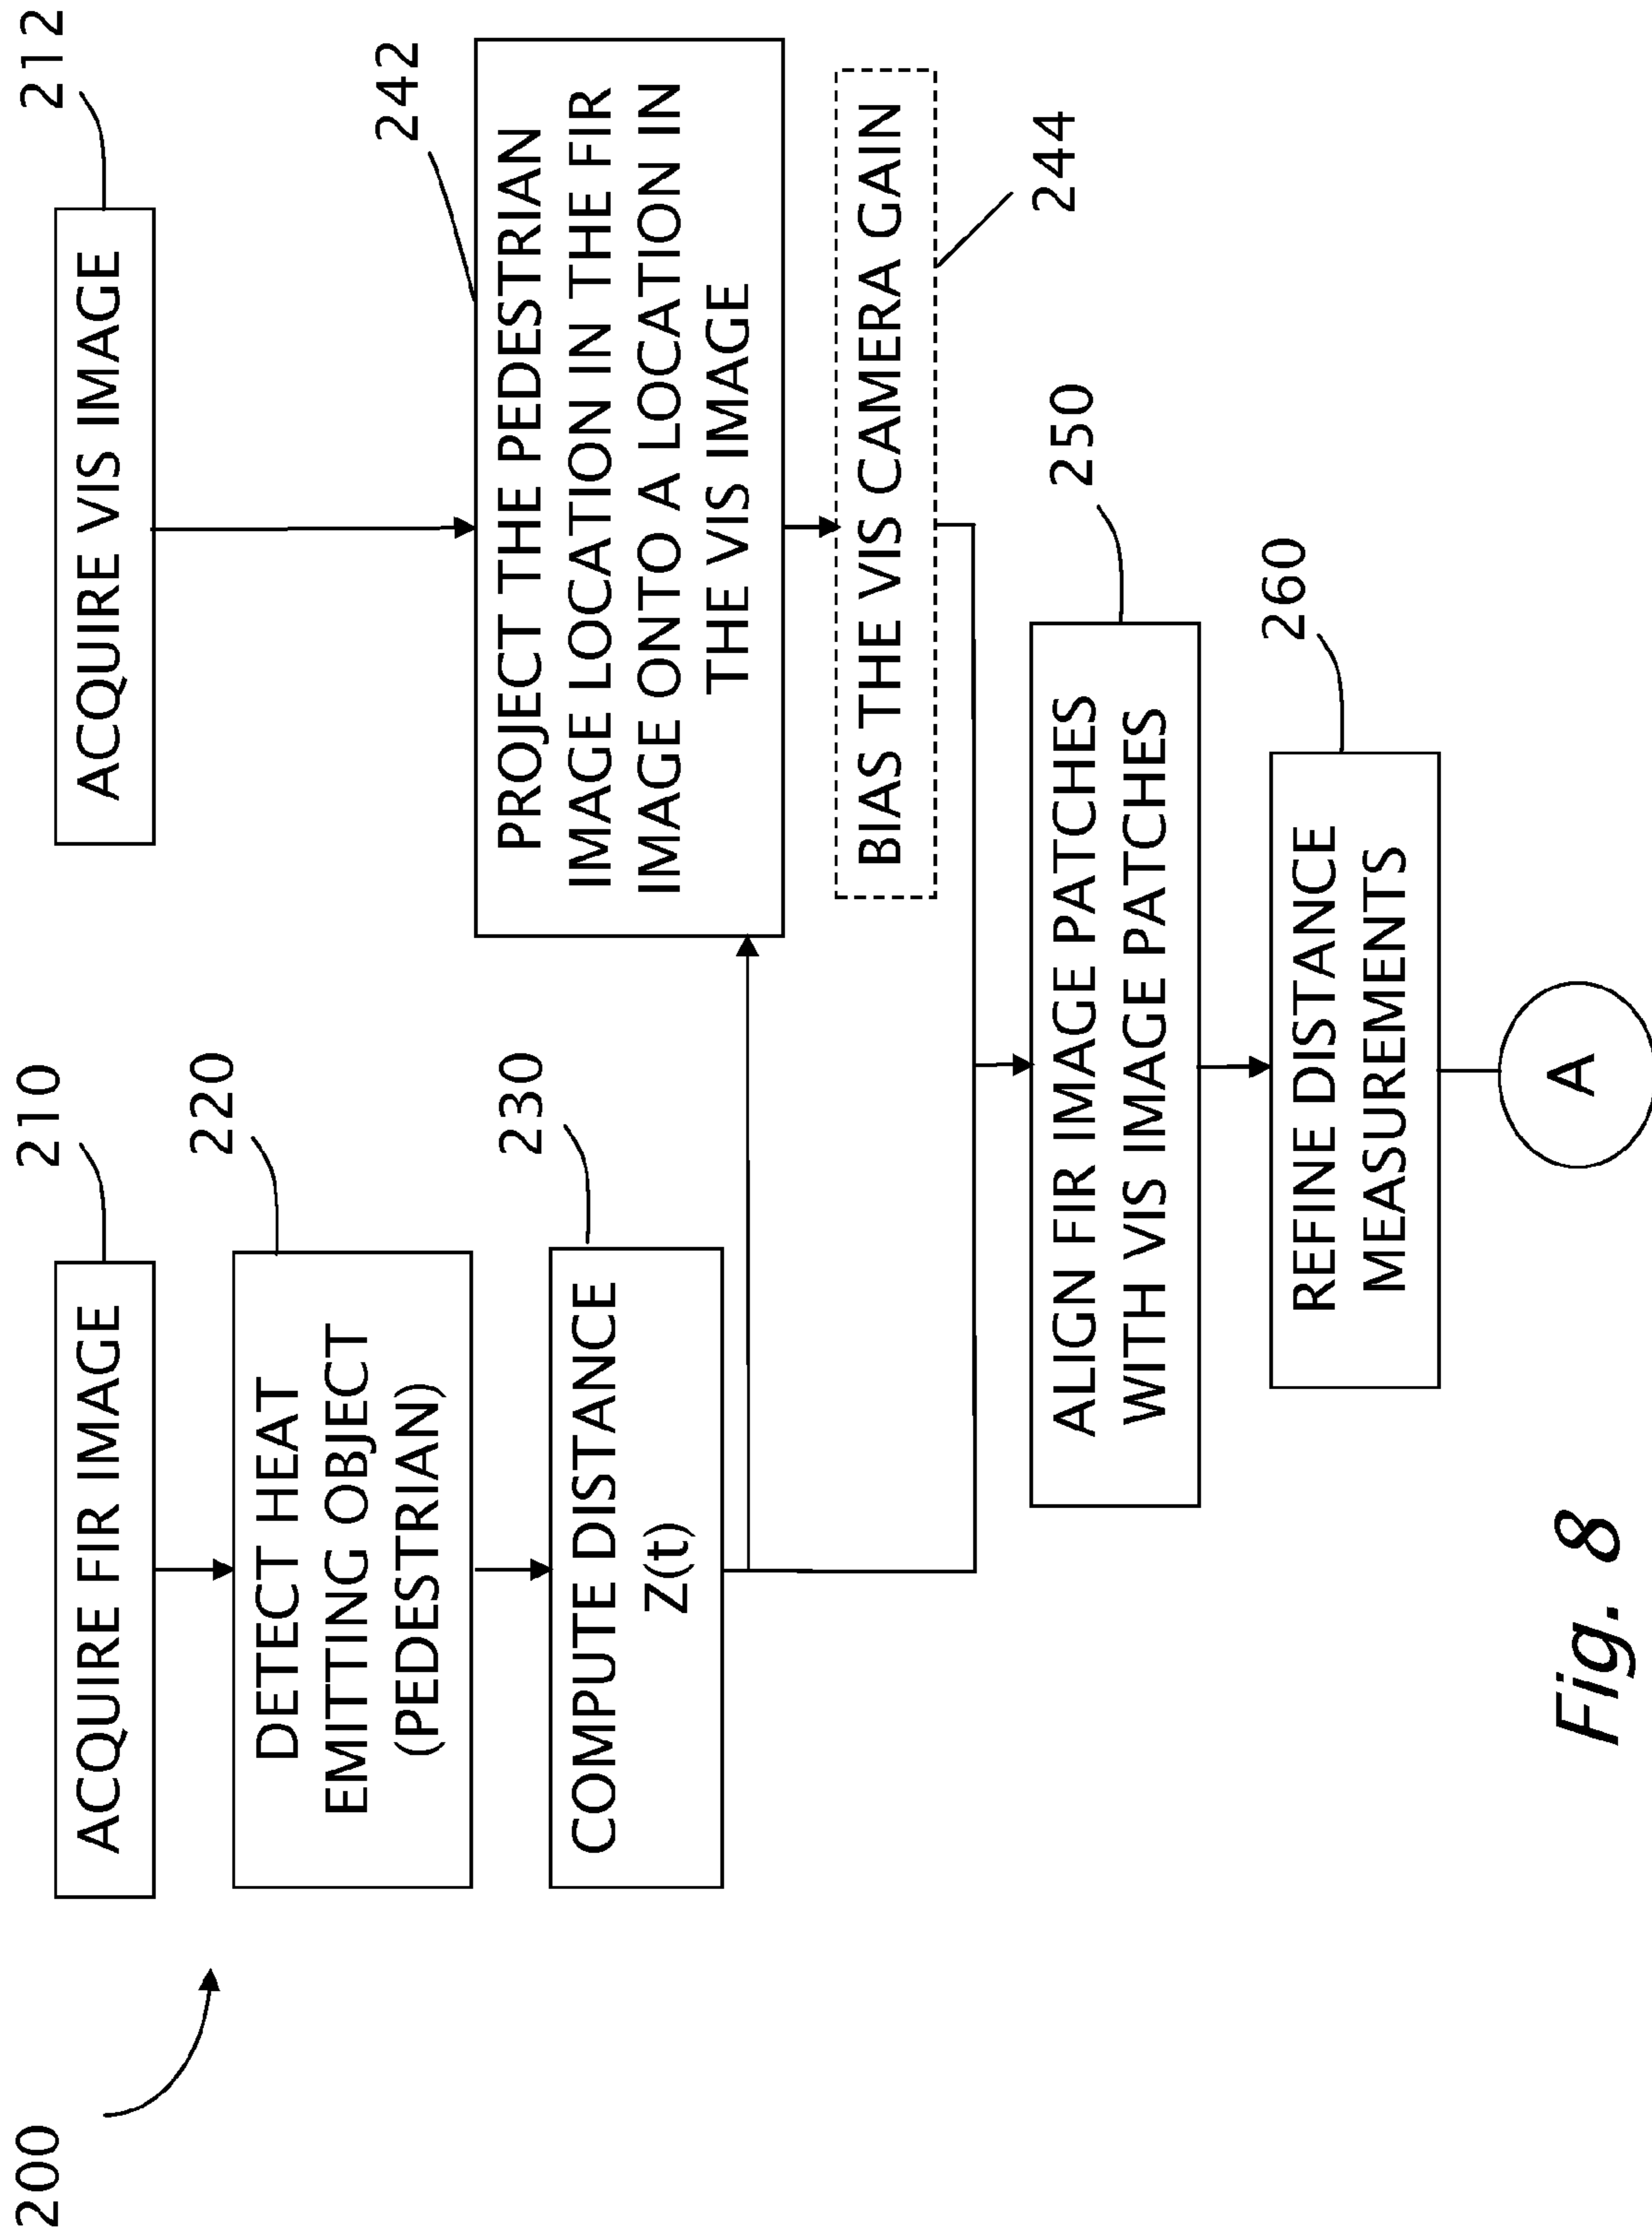 200
210
ACQUIRE FIR IMAGE
212
ACQUIRE VIS IMAGE
220
DETECT HEAT
EMITTING OBJECT
(PEDESTRIAN)
230
COMPUTE DISTANCE
Z(t)
242
PROJECT THE PEDESTRIAN
IMAGE LOCATION IN THE FIR
IMAGE ONTO A LOCATION IN
THE VIS IMAGE
BIAS THE VIS CAMERA GAIN
244
250
ALIGN FIR IMAGE PATCHES
WITH VIS IMAGE PATCHES
260
REFINE DISTANCE
MEASUREMENTS
A
Fig. 8